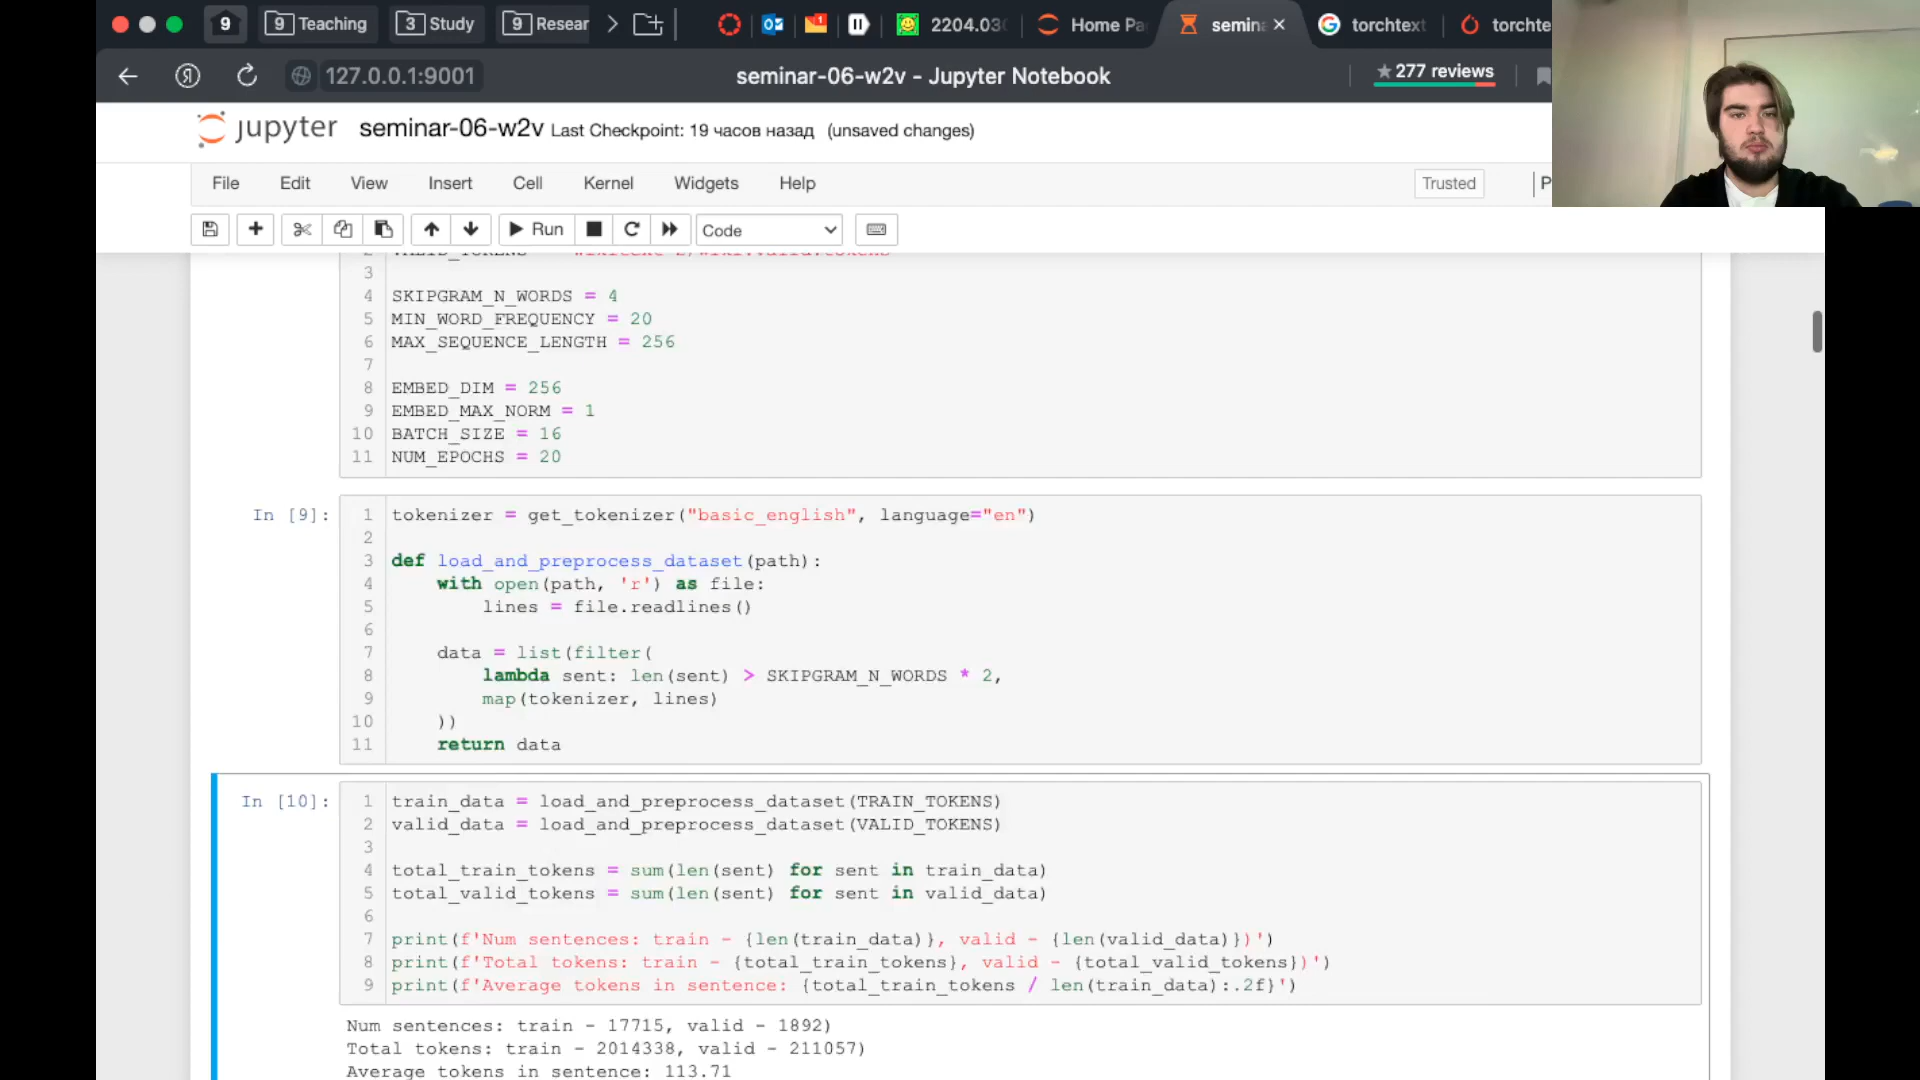 9 9 Teaching 3 Study 9 Resear 2204.03 Home Pa semina torchtext torchte
127.0.0.1:9001 seminar-06-w2v - Jupyter Notebook ★277 reviews
jupyter seminar-06-w2v Last Checkpoint: 19 часов назад (unsaved changes)
File Edit View Insert Cell Kernel Widgets Help Trusted P
Run Code
3
4 SKIPGRAM_N_WORDS = 4
5 MIN_WORD_FREQUENCY = 20
6 MAX_SEQUENCE_LENGTH = 256
7
8 EMBED_DIM = 256
9 EMBED_MAX_NORM = 1
10 BATCH_SIZE = 16
11 NUM_EPOCHS = 20
In [9]: 1 tokenizer = get_tokenizer("basic_english", language="en")
2
3 def load_and_preprocess_dataset(path):
4 with open(path, 'r') as file:
5 lines = file.readlines()
6
7 data = list(filter(
8 lambda sent: len(sent) > SKIPGRAM_N_WORDS * 2,
9 map(tokenizer, lines)
10 ))
11 return data
In [10]: 1 train_data = load_and_preprocess_dataset(TRAIN_TOKENS)
2 valid_data = load_and_preprocess_dataset(VALID_TOKENS)
3
4 total_train_tokens = sum(len(sent) for sent in train_data)
5 total_valid_tokens = sum(len(sent) for sent in valid_data)
6
7 print(f'Num sentences: train - {len(train_data)}, valid - {len(valid_data)})')
8 print(f'Total tokens: train - {total_train_tokens}, valid - {total_valid_tokens})')
9 print(f'Average tokens in sentence: {total_train_tokens / len(train_data):.2f}')
Num sentences: train - 17715, valid - 1892)
Total tokens: train - 2014338, valid - 211057)
Average tokens in sentence: 113.71